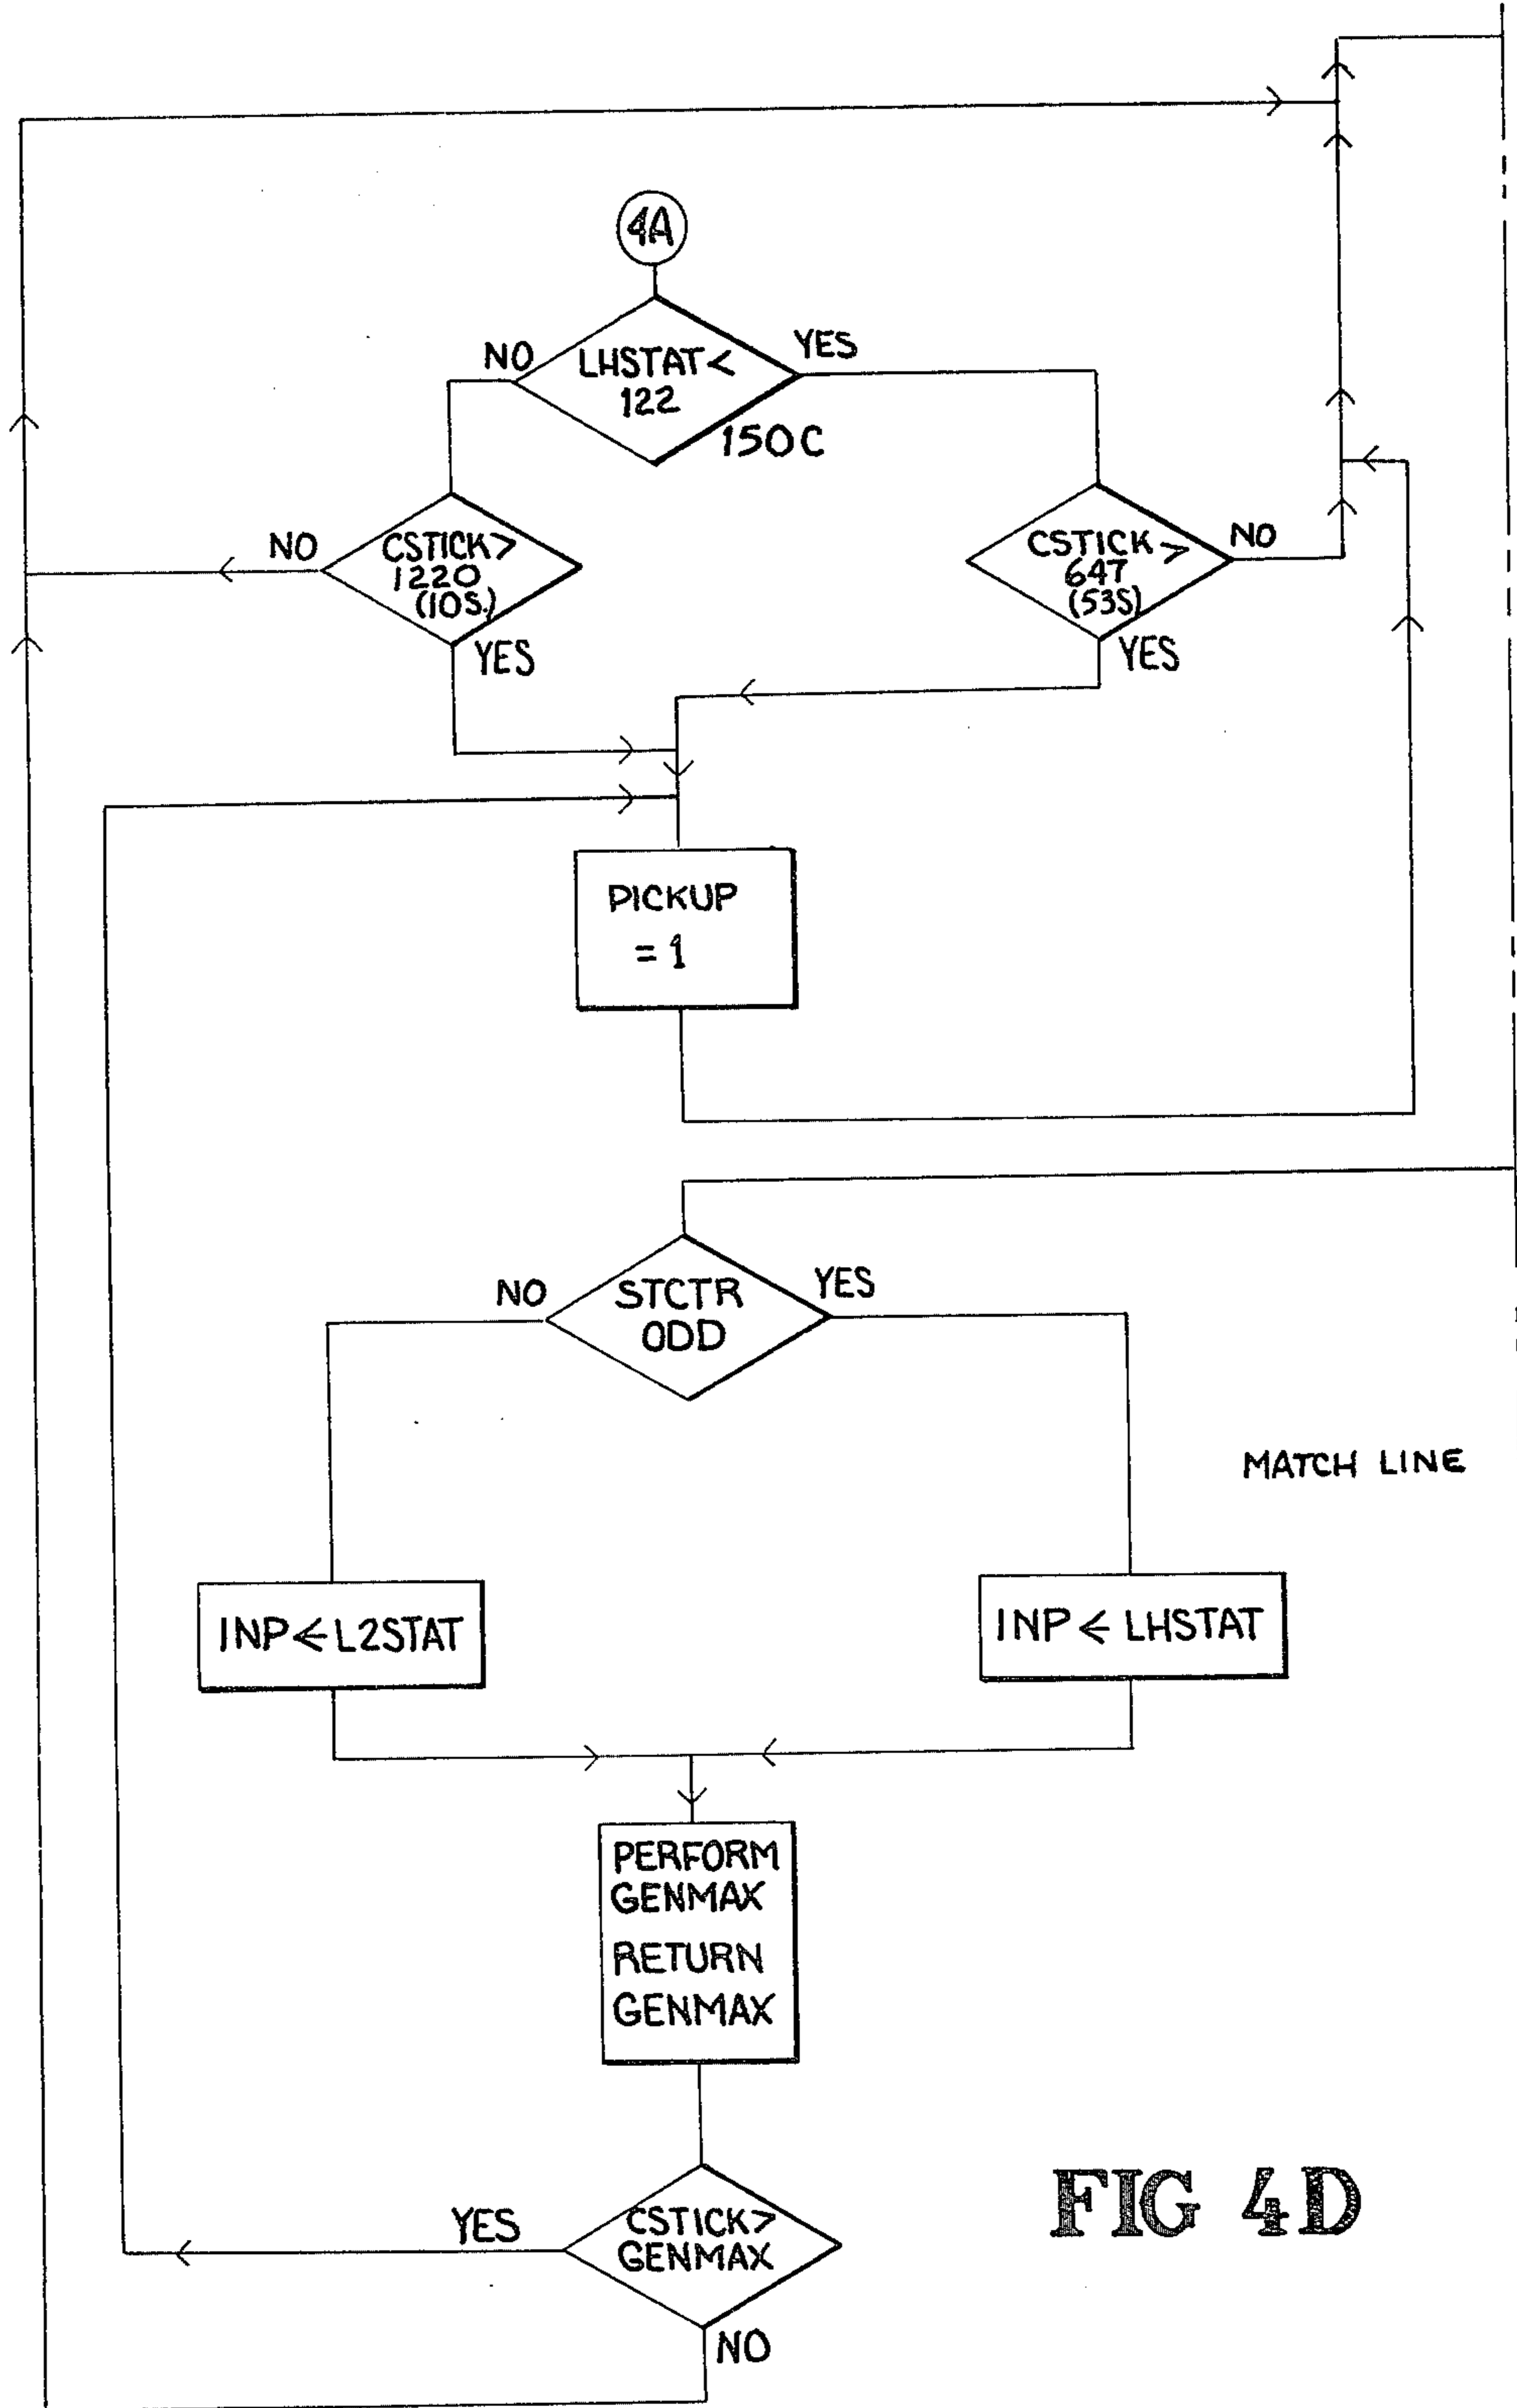 4A
NO
YES
LHSTAT <
122
150C
NO
CSTICK >
1220
(10S.)
YES
CSTICK >
647
(53S)
NO
YES
PICKUP
= 1
NO
STCTR
ODD
YES
MATCH LINE
INP ← L2STAT
INP ← LHSTAT
PERFORM
GENMAX
RETURN
GENMAX
YES
CSTICK >
GENMAX
NO
FIG 4D